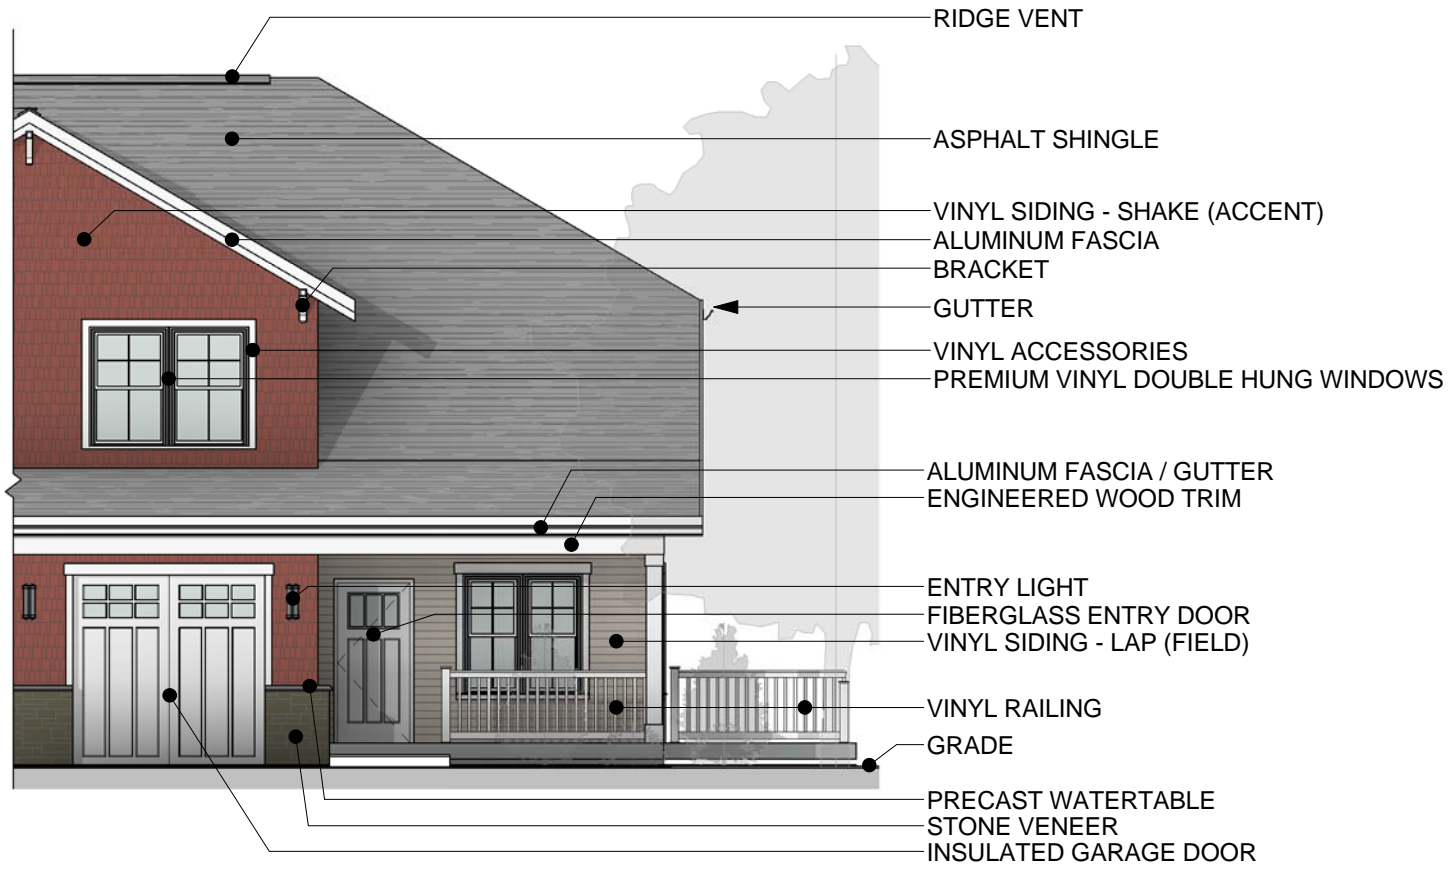 RIDGE VENT
ASPHALT SHINGLE
VINYL SIDING - SHAKE (ACCENT)
ALUMINUM FASCIA
BRACKET
GUTTER
VINYL ACCESSORIES
PREMIUM VINYL DOUBLE HUNG WINDOWS
ALUMINUM FASCIA / GUTTER
ENGINEERED WOOD TRIM
ENTRY LIGHT
FIBERGLASS ENTRY DOOR
VINYL SIDING - LAP (FIELD)
VINYL RAILING
GRADE
PRECAST WATERTABLE
STONE VENEER
INSULATED GARAGE DOOR